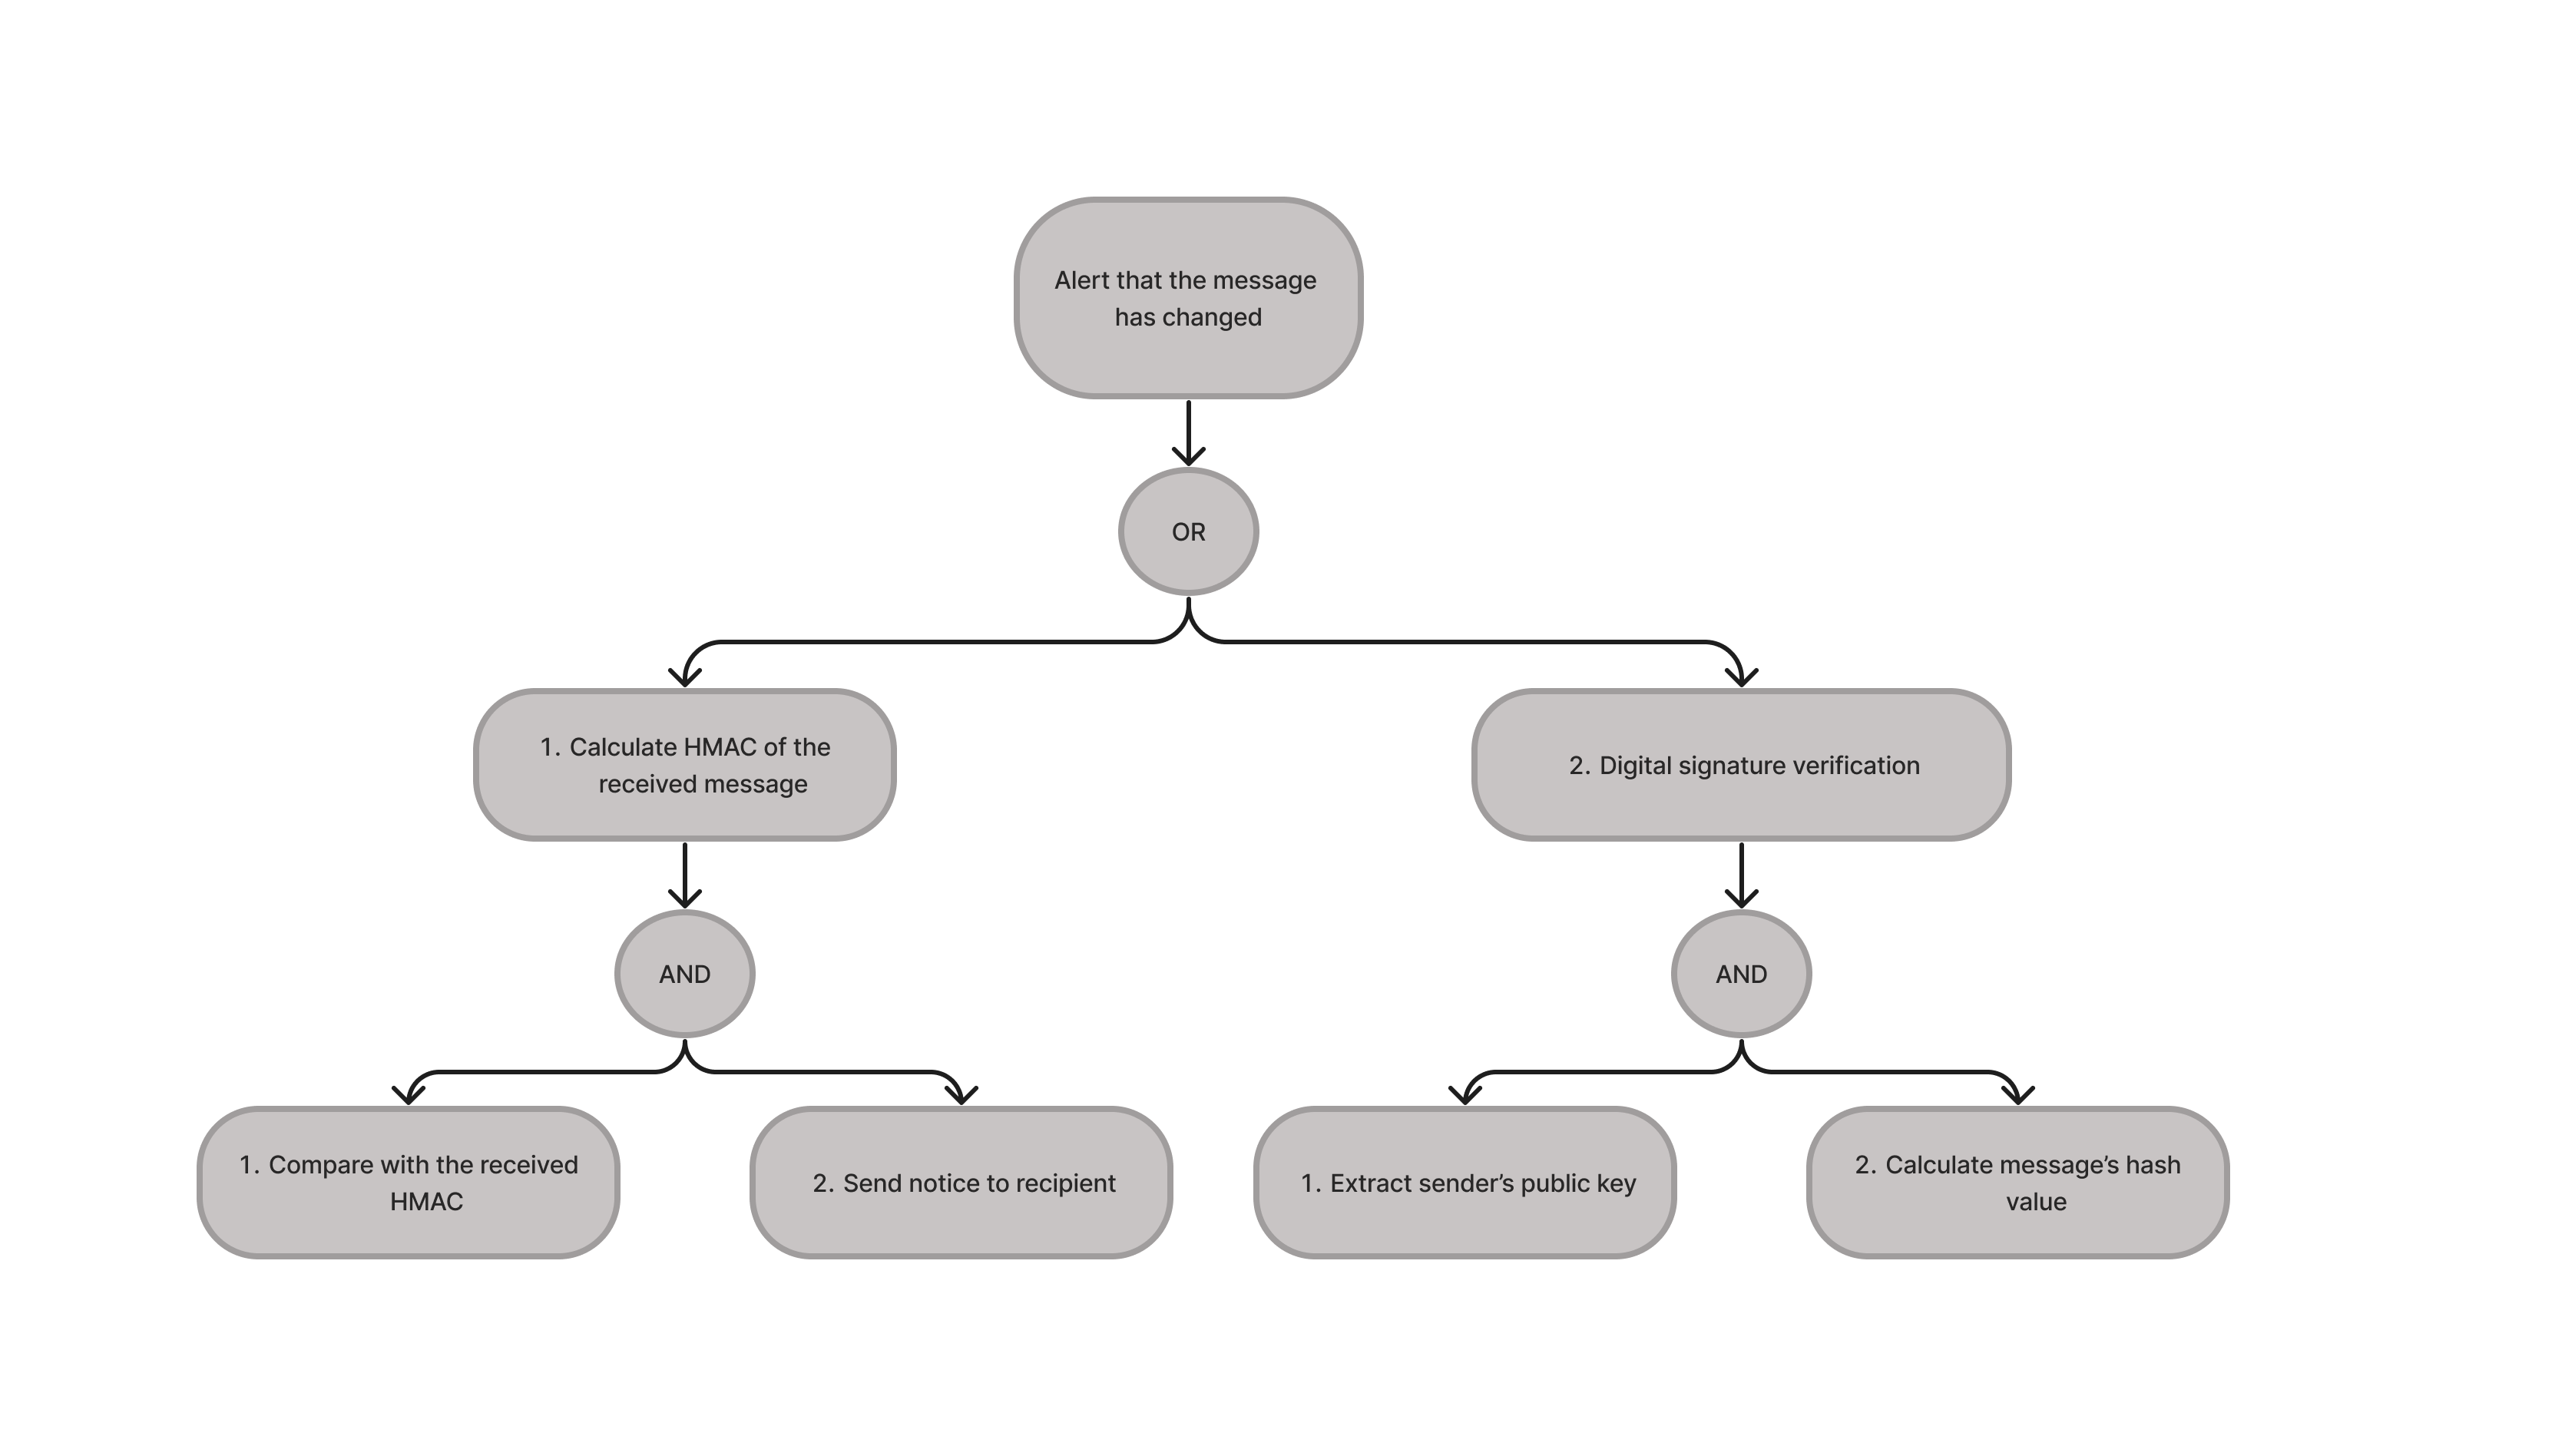 Alert that the message
has changed
OR
1. Calculate HMAC of the
received message
2. Digital signature verification
AND
AND
1. Compare with the received
HMAC
2. Send notice to recipient
1. Extract sender’s public key
2. Calculate message’s hash
value